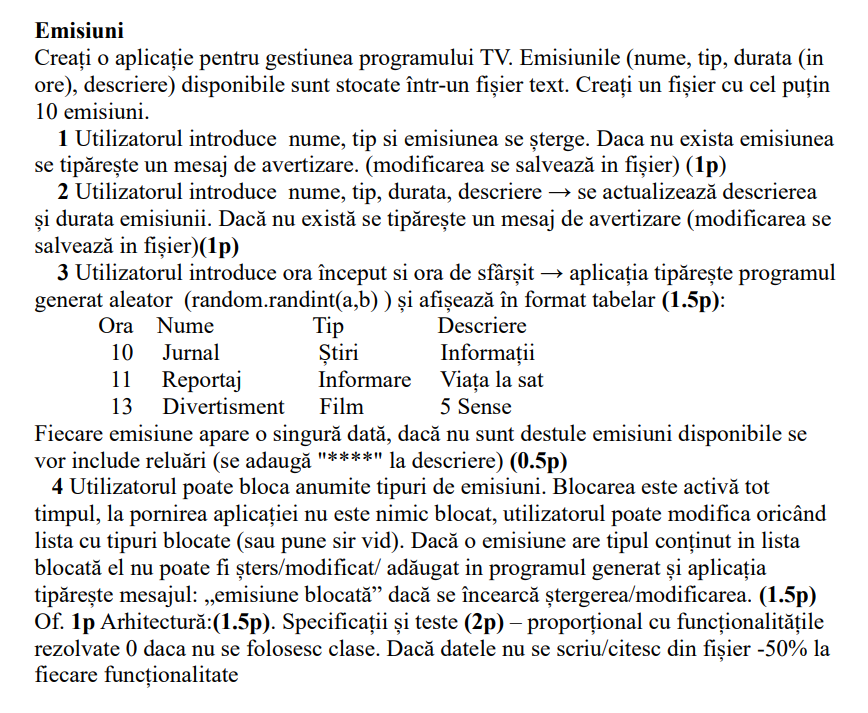 Emisiuni
Creați o aplicație pentru gestiunea programului TV. Emisiunile (nume, tip, durata (in
ore), descriere) disponibile sunt stocate într-un fișier text. Creați un fișier cu cel puțin
10 emisiuni.
1 Utilizatorul introduce nume, tip si emisiunea se șterge. Daca nu exista emisiunea
se tipărește un mesaj de avertizare. (modificarea se salvează in fișier) (1p)
2 Utilizatorul introduce nume, tip, durata, descriere → se actualizează descrierea
și durata emisiunii. Dacă nu există se tipărește un mesaj de avertizare (modificarea se
salvează in fișier)(1p)
3 Utilizatorul introduce ora început si ora de sfârșit → aplicația tipărește programul
generat aleator (random.randint(a,b) ) și afișează în format tabelar (1.5p):
Ora Nume Tip Descriere
10 Jurnal Știri Informații
11 Reportaj Informare Viața la sat
13 Divertisment Film 5 Sense
Fiecare emisiune apare o singură dată, dacă nu sunt destule emisiuni disponibile se
vor include reluări (se adaugă "****" la descriere) (0.5p)
4 Utilizatorul poate bloca anumite tipuri de emisiuni. Blocarea este activă tot
timpul, la pornirea aplicației nu este nimic blocat, utilizatorul poate modifica oricând
lista cu tipuri blocate (sau pune sir vid). Dacă o emisiune are tipul conținut in lista
blocată el nu poate fi șters/modificat/ adăugat in programul generat și aplicația
tipărește mesajul: „emisiune blocată” dacă se încearcă ștergerea/modificarea. (1.5p)
Of. 1p Arhitectură:(1.5p). Specificații și teste (2p) – proporțional cu funcționalitățile
rezolvate 0 daca nu se folosesc clase. Dacă datele nu se scriu/citesc din fișier -50% la
fiecare funcționalitate